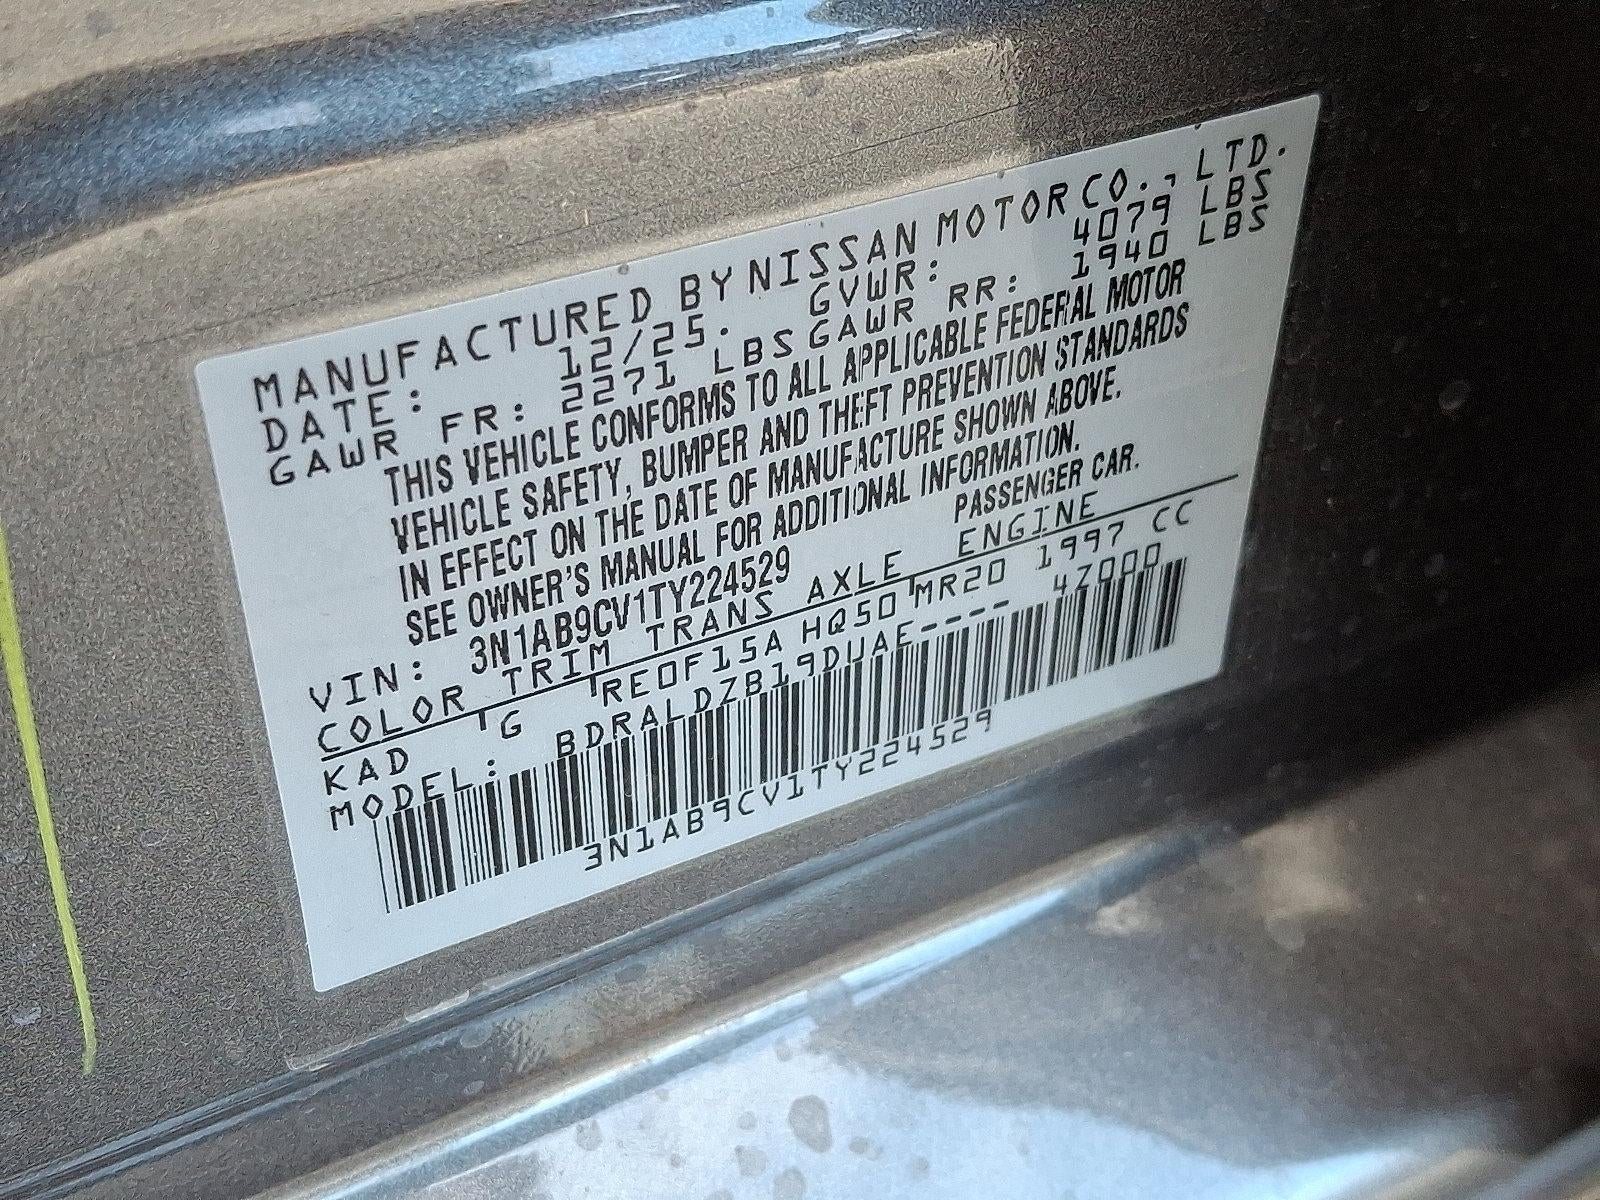 MANUFACTURED BY NISSAN MOTOR CO., LTD.
DATE: 12/25. GVWR: 4079 LBS
GAWR FR: 2271 LBS GAWR RR: 1940 LBS
THIS VEHICLE CONFORMS TO ALL APPLICABLE FEDERAL MOTOR
VEHICLE SAFETY, BUMPER AND THEFT PREVENTION STANDARDS
IN EFFECT ON THE DATE OF MANUFACTURE SHOWN ABOVE.
SEE OWNER'S MANUAL FOR ADDITIONAL INFORMATION.
VIN: 3N1AB9CV1TY224529 PASSENGER CAR.
COLOR TRIM TRANS AXLE ENGINE
KAD G RE0F15A HQ50 MR20 1997 CC
MODEL: BDRALDZB19DUAE---- 4Z000
3N1AB9CV1TY224529